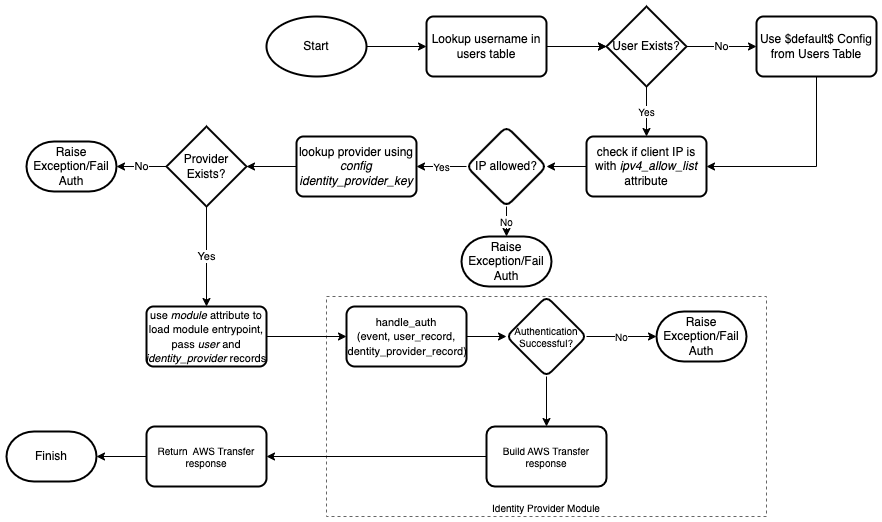 Start
Lookup username in
users table
User Exists?
No
Use $default$ Config
from Users Table
Yes
check if client IP is
with ipv4_allow_list
attribute
IP allowed?
Yes
No
Raise
Exception/Fail
Auth
lookup provider using
config
identity_provider_key
Provider
Exists?
No
Raise
Exception/Fail
Auth
Yes
use module attribute to
load module entrypoint,
pass user and
identity_provider records
handle_auth
(event, user_record,
dentity_provider_record)
Authentication
Successful?
No
Raise
Exception/Fail
Auth
Build AWS Transfer
response
Return AWS Transfer
response
Finish
Identity Provider Module